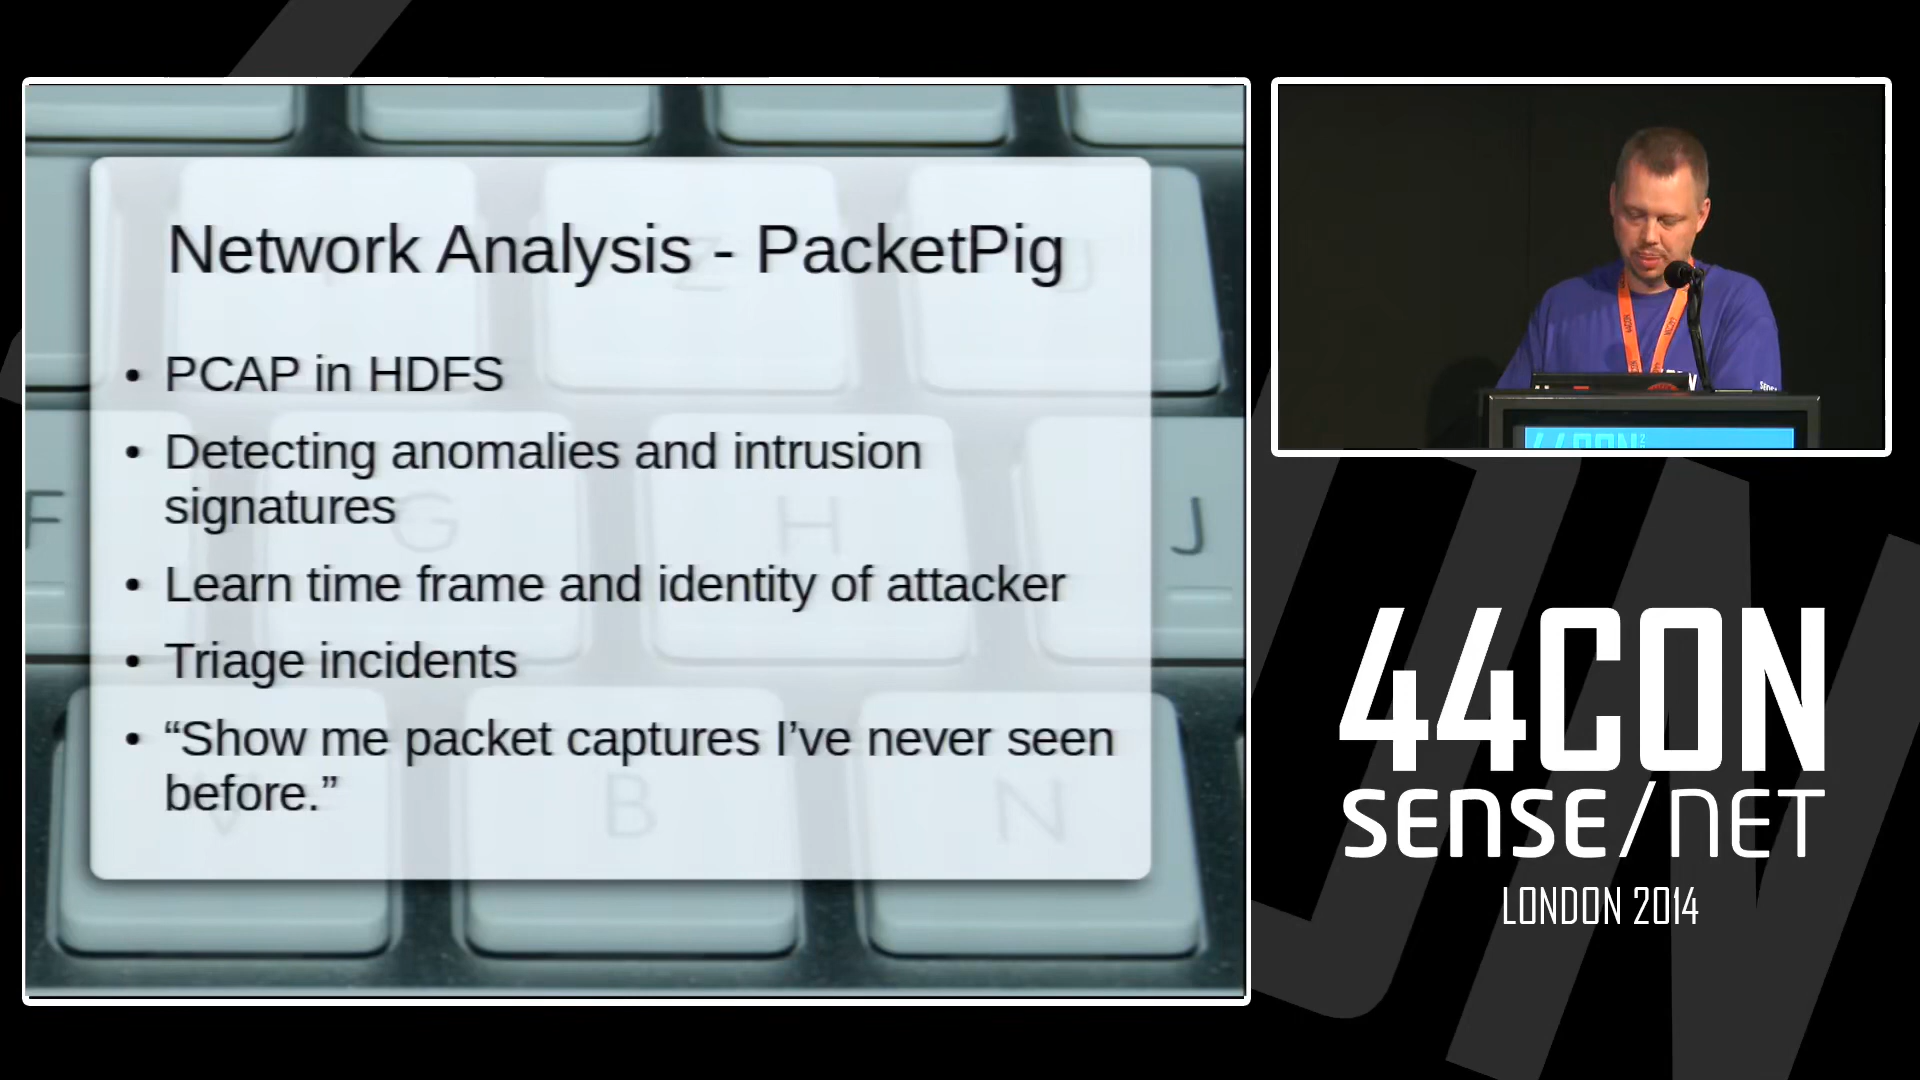 Network Analysis - PacketPig
• PCAP in HDFS
• Detecting anomalies and intrusion
signatures
• Learn time frame and identity of attacker
• Triage incidents
• “Show me packet captures I’ve never seen
before.”
F
G
H
J
V
B
N
44CON
44CON
SENSE/NET
LONDON 2014